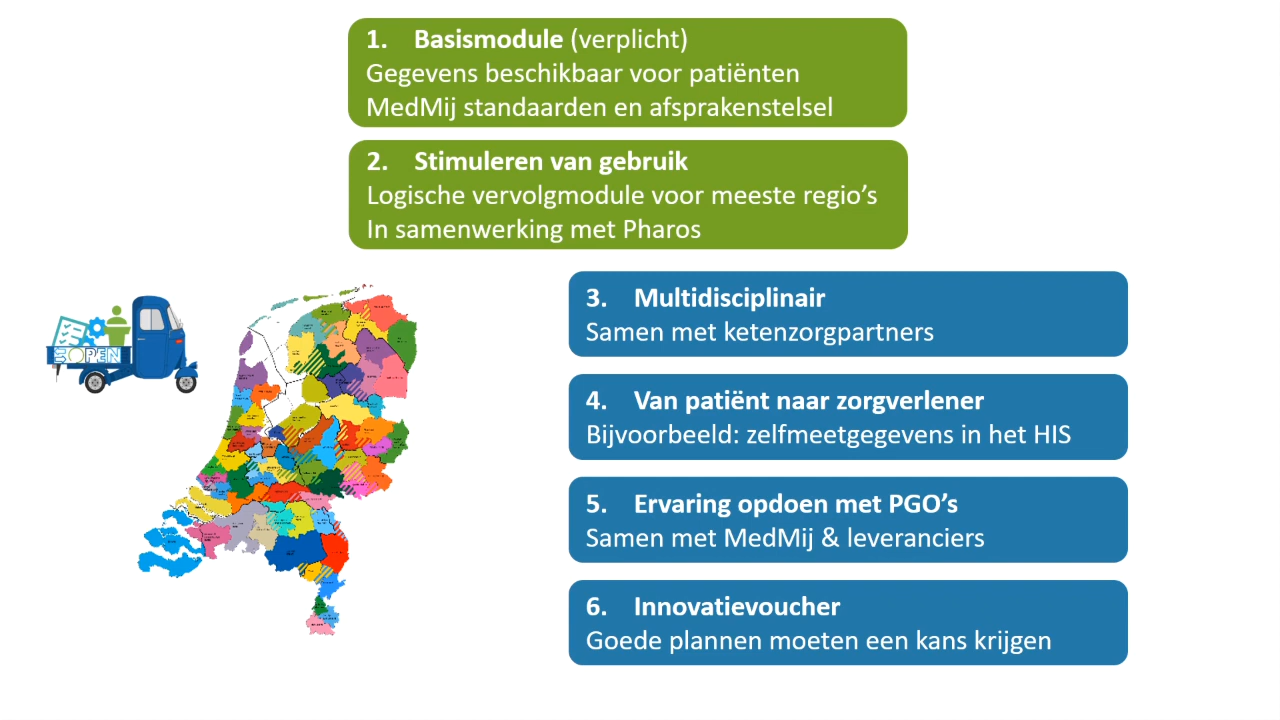 1. Basismodule (verplicht)
Gegevens beschikbaar voor patiënten
MedMij standaarden en afsprakenstelsel
2. Stimuleren van gebruik
Logische vervolgmodule voor meeste regio's
In samenwerking met Pharos
3. Multidisciplinair
Samen met ketenzorgpartners
OPEN
4. Van patiënt naar zorgverlener
Bijvoorbeeld: zelfmeetgegevens in het HIS
5. Ervaring opdoen met PGO's
Samen met MedMij & leveranciers
6. Innovatievoucher
Goede plannen moeten een kans krijgen